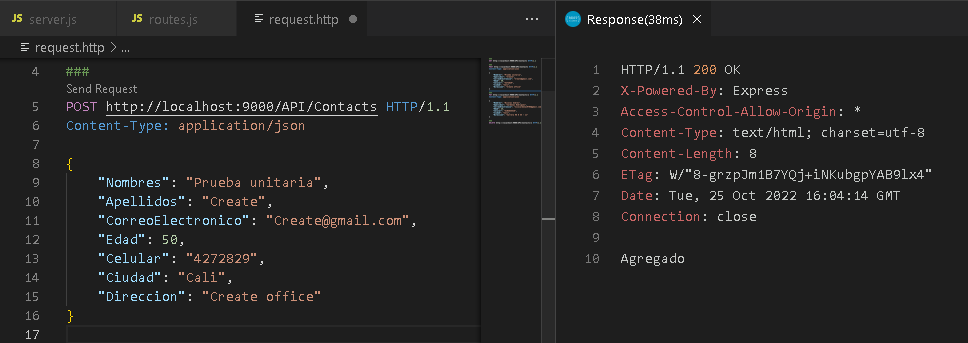 JS server.js
JS routes.js
request.http
...
Response(38ms) ×
request.http > ...
4 ###
Send Request
5 POST http://localhost:9000/API/Contacts HTTP/1.1
6 Content-Type: application/json
7
8 {
9 "Nombres": "Prueba unitaria",
10 "Apellidos": "Create",
11 "CorreoElectronico": "Create@gmail.com",
12 "Edad": 50,
13 "Celular": "4272829",
14 "Ciudad": "Cali",
15 "Direccion": "Create office"
16 }
17
1 HTTP/1.1 200 OK
2 X-Powered-By: Express
3 Access-Control-Allow-Origin: *
4 Content-Type: text/html; charset=utf-8
5 Content-Length: 8
6 ETag: W/"8-grzpJm1B7YQj+iNKubgpYAB9lx4"
7 Date: Tue, 25 Oct 2022 16:04:14 GMT
8 Connection: close
9
10 Agregado